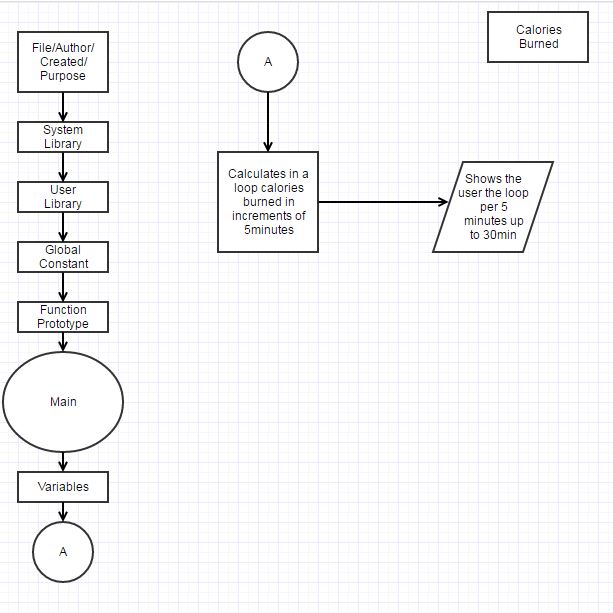 File/Author/
Created/
Purpose
System
Library
User
Library
Global
Constant
Function
Prototype
Main
Variables
A
A
Calculates in a
loop calories
burned in
increments of
5minutes
Shows the
user the loop
per 5
minutes up
to 30min
Calories
Burned